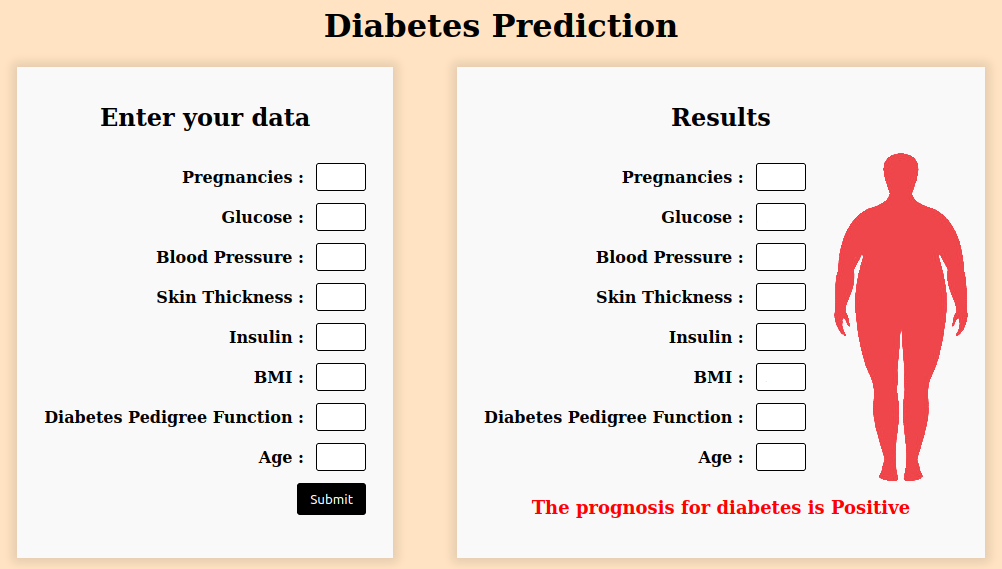 Diabetes Prediction
Enter your data
Pregnancies :
Glucose :
Blood Pressure :
Skin Thickness :
Insulin :
BMI :
Diabetes Pedigree Function :
Age :
Submit
Results
Pregnancies :
Glucose :
Blood Pressure :
Skin Thickness :
Insulin :
BMI :
Diabetes Pedigree Function :
Age :
The prognosis for diabetes is Positive